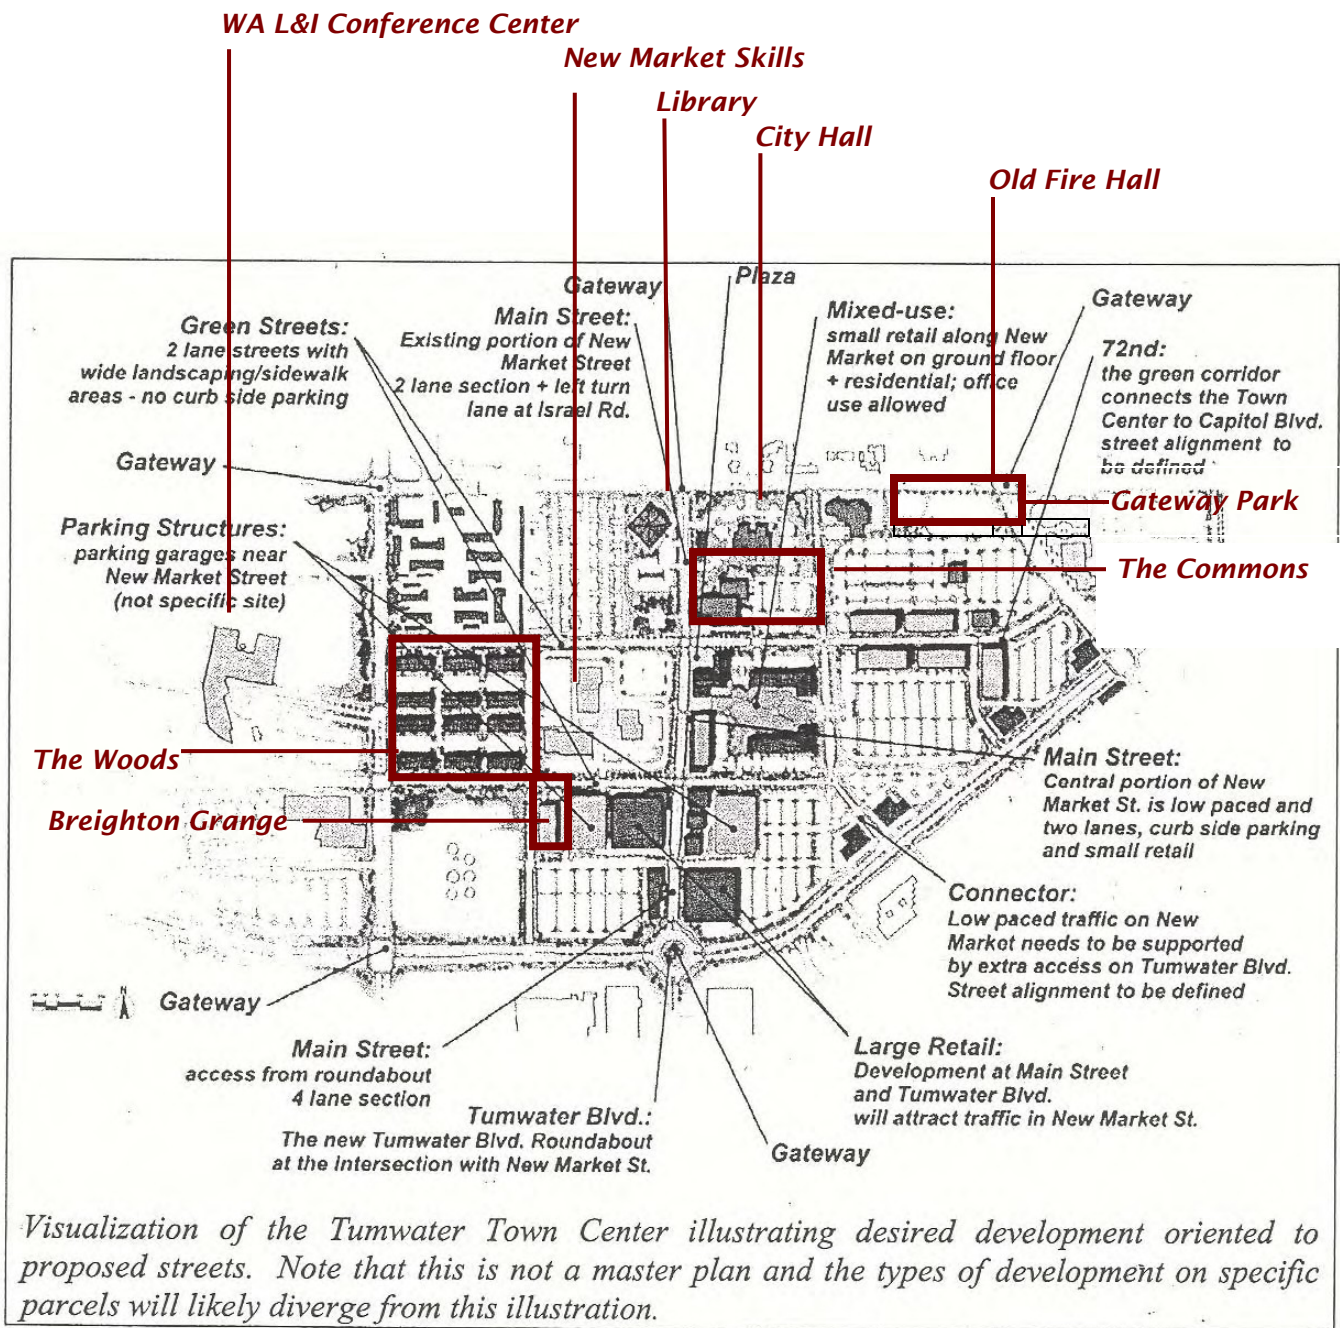 WA L&I Conference Center
New Market Skills
Library
City Hall
Old Fire Hall
Gateway
Plaza
Gateway
Green Streets:
2 lane streets with
wide landscaping/sidewalk
areas - no curb side parking
Main Street:
Existing portion of New
Market Street
2 lane section + left turn
lane at Israel Rd.
Mixed-use:
small retail along New
Market on ground floor
+ residential; office
use allowed
72nd:
the green corridor
connects the Town
Center to Capitol Blvd.
street alignment to
be defined
Gateway
Gateway Park
Parking Structures:
parking garages near
New Market Street
(not specific site)
The Commons
The Woods
Breighton Grange
Main Street:
Central portion of New
Market St. is low paced and
two lanes, curb side parking
and small retail
Connector:
Low paced traffic on New
Market needs to be supported
by extra access on Tumwater Blvd.
Street alignment to be defined
N
Gateway
Main Street:
access from roundabout
4 lane section
Large Retail:
Development at Main Street
and Tumwater Blvd.
will attract traffic in New Market St.
Tumwater Blvd.:
The new Tumwater Blvd. Roundabout
at the Intersection with New Market St.
Gateway
Visualization of the Tumwater Town Center illustrating desired development oriented to
proposed streets. Note that this is not a master plan and the types of development on specific
parcels will likely diverge from this illustration.